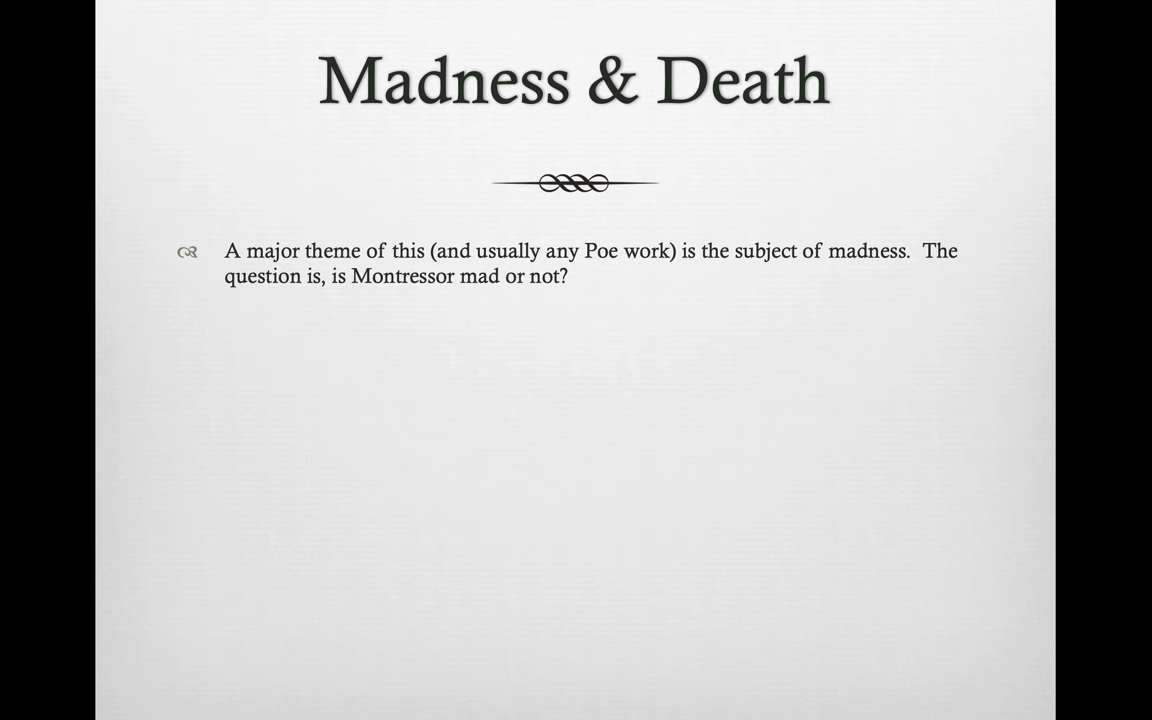 Madness & Death
A major theme of this (and usually any Poe work) is the subject of madness.  The
question is, is Montressor mad or not?